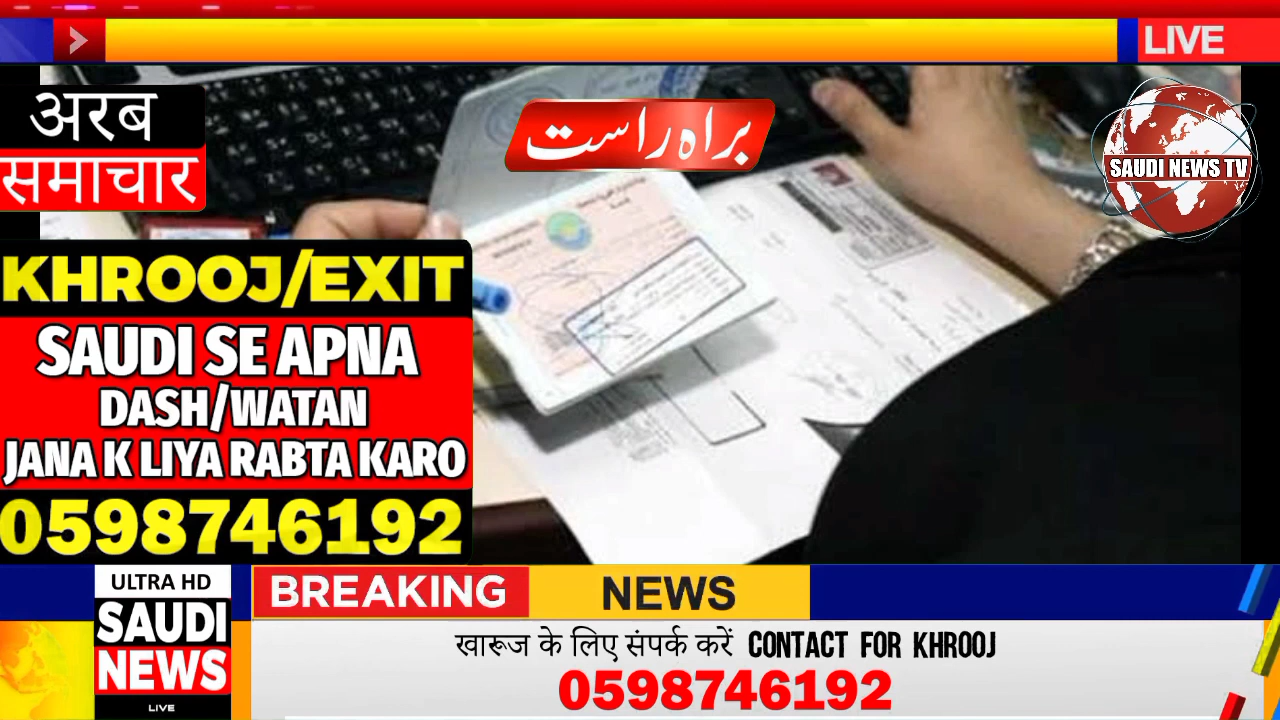 LIVE
अरब
समाचार
براہ راست
SAUDI NEWS TV
KHROOJ/EXIT
SAUDI SE APNA
DASH/WATAN
JANA K LIYA RABTA KARO
0598746192
ULTRA HD
SAUDI
NEWS
LIVE
BREAKING NEWS
खारूज के लिए संपर्क करें CONTACT FOR KHROOJ
0598746192